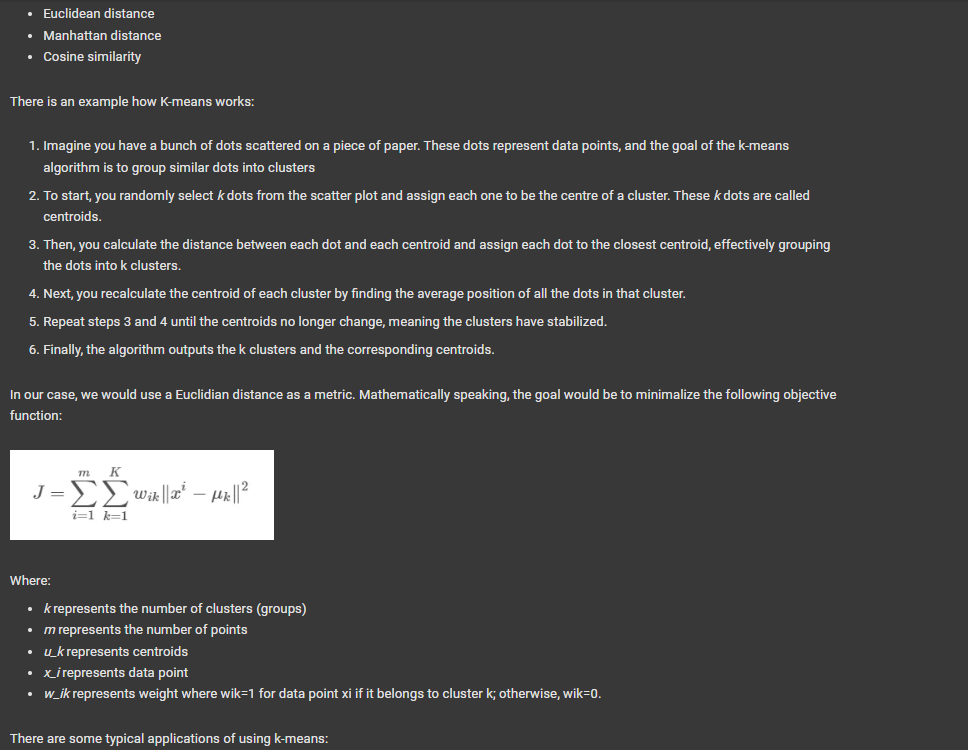 • Euclidean distance
• Manhattan distance
• Cosine similarity
There is an example how K-means works:
1. Imagine you have a bunch of dots scattered on a piece of paper. These dots represent data points, and the goal of the k-means
algorithm is to group similar dots into clusters
2. To start, you randomly select k dots from the scatter plot and assign each one to be the centre of a cluster. These k dots are called
centroids.
3. Then, you calculate the distance between each dot and each centroid and assign each dot to the closest centroid, effectively grouping
the dots into k clusters.
4. Next, you recalculate the centroid of each cluster by finding the average position of all the dots in that cluster.
5. Repeat steps 3 and 4 until the centroids no longer change, meaning the clusters have stabilized.
6. Finally, the algorithm outputs the k clusters and the corresponding centroids.
In our case, we would use a Euclidian distance as a metric. Mathematically speaking, the goal would be to minimalize the following objective
function:
J = ∑_{i=1}^{m} ∑_{k=1}^{K} w_{ik} ||x^i − μ_k||^2
Where:
• k represents the number of clusters (groups)
• m represents the number of points
• u_k represents centroids
• x_i represents data point
• w_ik represents weight where wik=1 for data point xi if it belongs to cluster k; otherwise, wik=0.
There are some typical applications of using k-means: